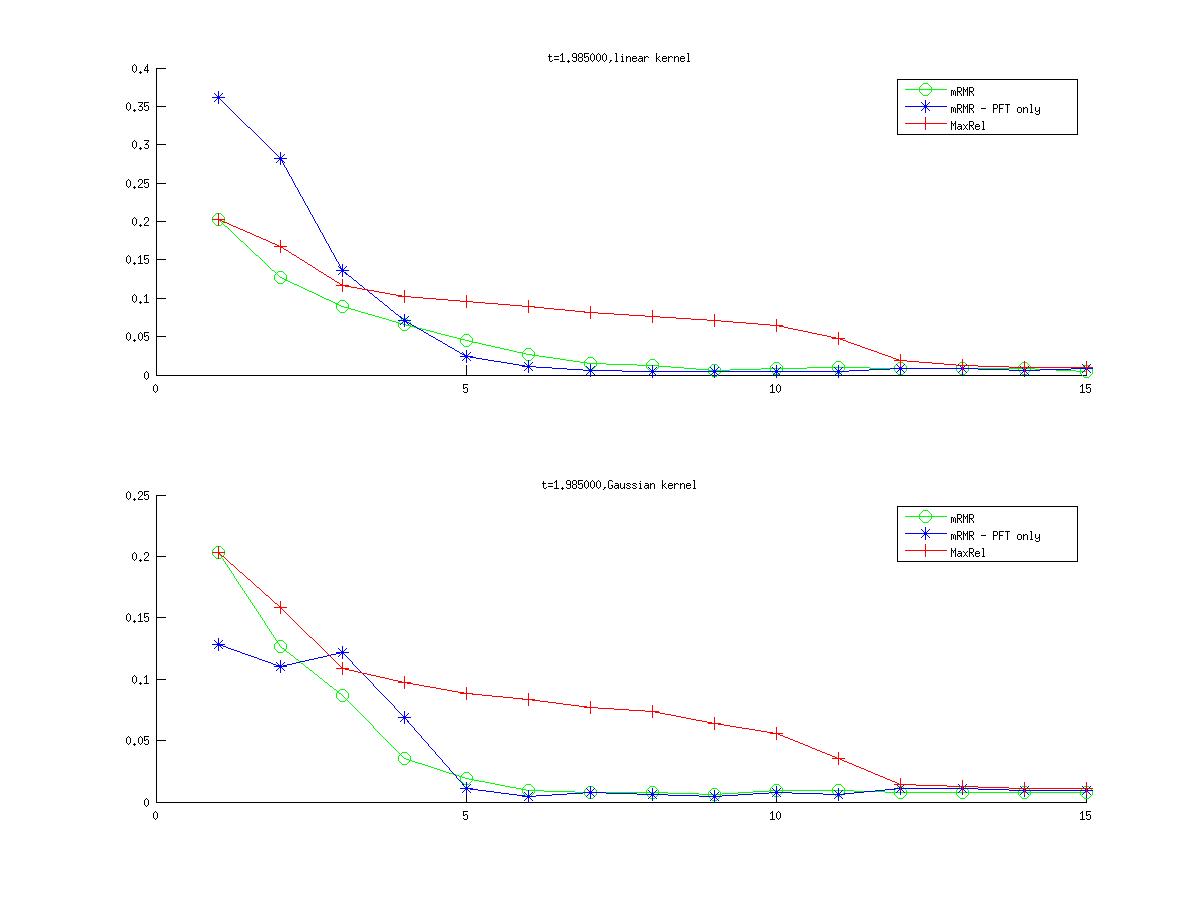 t=1.985000,linear kernel
0.4
0.35
0.3
0.25
0.2
0.15
0.1
0.05
0
0 5 10 15
mRMR
mRMR - PFT only
MaxRel
t=1.985000,Gaussian kernel
0.25
0.2
0.15
0.1
0.05
0
0 5 10 15
mRMR
mRMR - PFT only
MaxRel